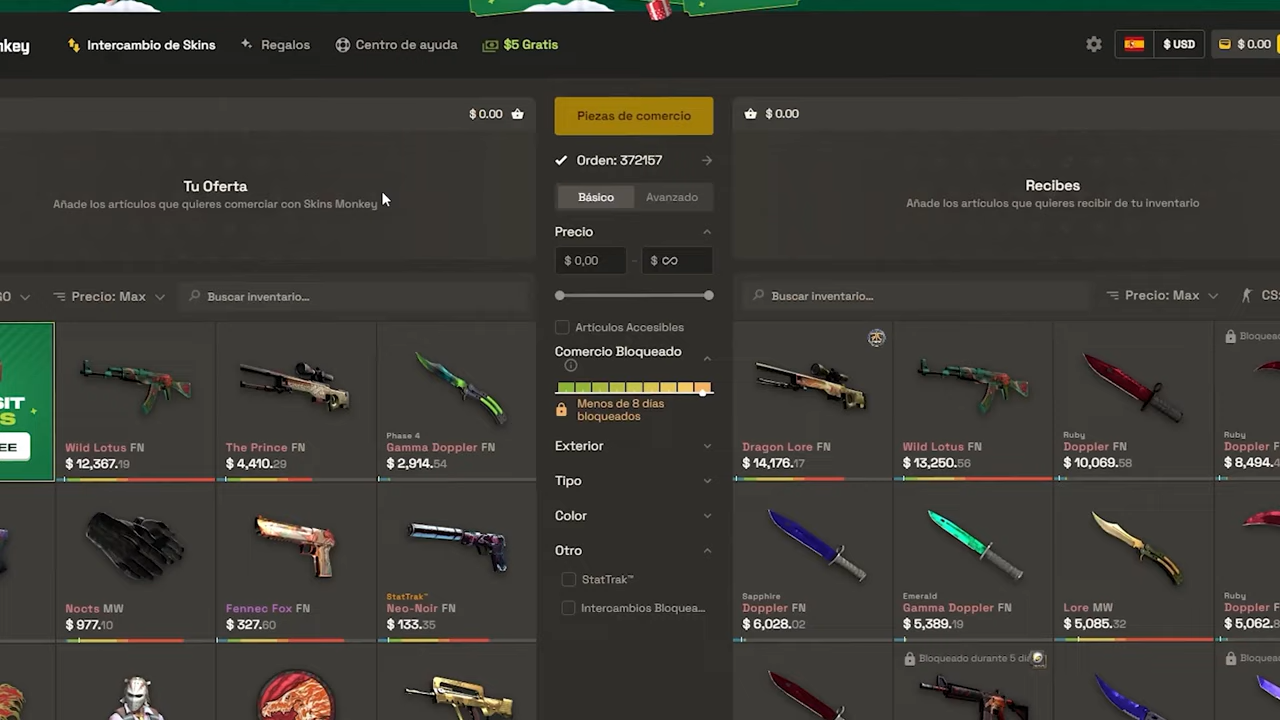 nkey
Intercambio de Skins
Regalos
Centro de ayuda
$5 Gratis
$ USD
$ 0.00
$ 0.00
Piezas de comercio
$ 0.00
Orden: 372157
Tu Oferta
Añade los artículos que quieres comerciar con Skins Monkey
Básico
Avanzado
Recibes
Añade los artículos que quieres recibir de tu inventario
Precio
$ 0,00
-
$ ∞
GO
Precio: Max
Buscar inventario...
Buscar inventario...
Precio: Max
CS:
Artículos Accesibles
Comercio Bloqueado
Menos de 8 días
bloqueados
Exterior
Tipo
Color
Otro
StatTrak™
Intercambios Bloquea...
SIT
S
EE
Wild Lotus FN
$ 12,367.19
The Prince FN
$ 4,410.29
Phase 4
Gamma Doppler FN
$ 2,914.54
Nocts MW
$ 977.10
Fennec Fox FN
$ 327.60
StatTrak™
Neo-Noir FN
$ 133.35
Dragon Lore FN
$ 14,176.17
Wild Lotus FN
$ 13,250.56
Ruby
Doppler FN
$ 10,069.58
Bloquea
Ruby
Doppler F
$ 8,494.
Sapphire
Doppler FN
$ 6,028.02
Emerald
Gamma Doppler FN
$ 5,389.19
Lore MW
$ 5,085.32
Ruby
Doppler F
$ 5,062.
Bloqueado durante 5 dí
Bloquea